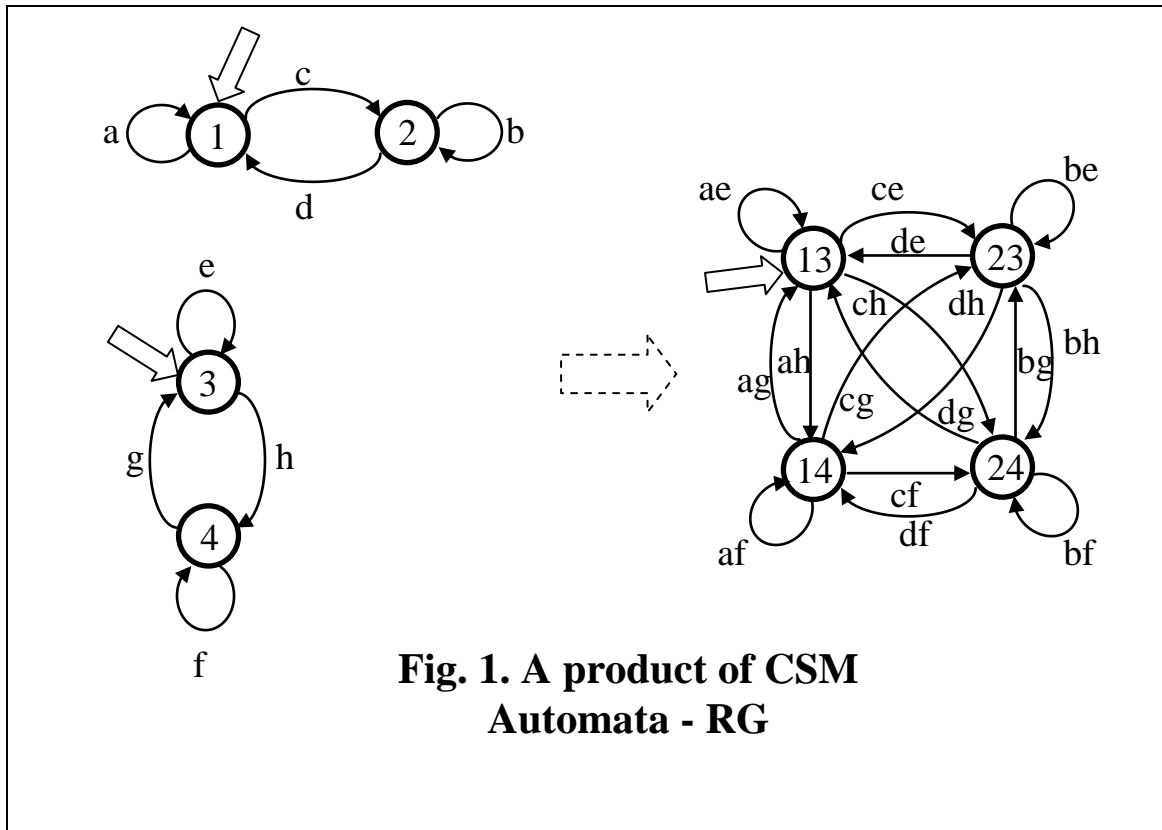 c
a
1
2
b
d
e
3
g
h
4
f
ae
ce
be
13
de
23
ch
dh
ag
ah
bg
bh
cg
dg
14
24
cf
af
df
bf
Fig. 1. A product of CSM
Automata - RG